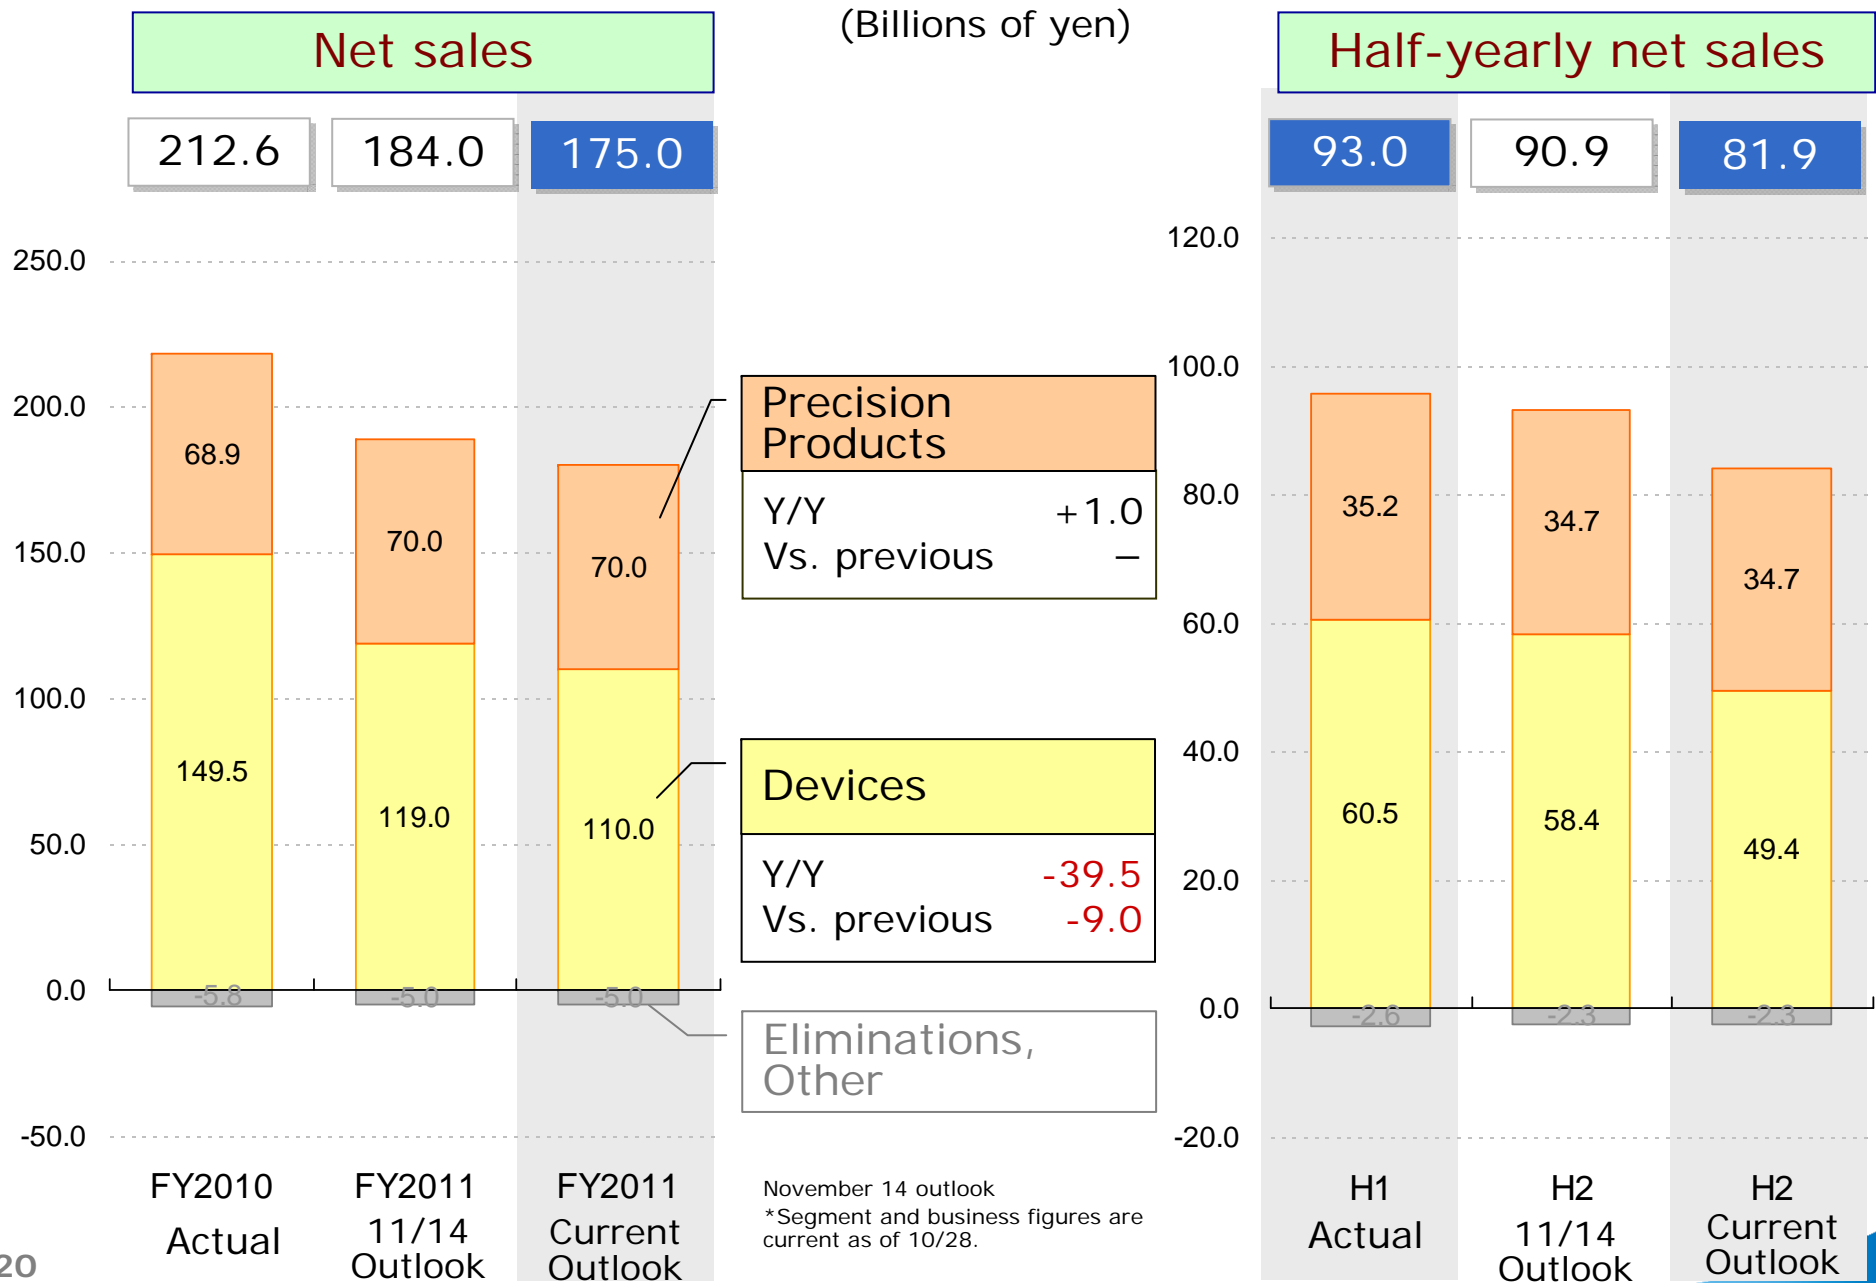 Net sales
(Billions of yen)
Half-yearly net sales
212.6
184.0
175.0
93.0
90.9
81.9
250.0
200.0
150.0
100.0
50.0
0.0
-50.0
68.9
70.0
70.0
149.5
119.0
110.0
-5.8
-5.0
-5.0
FY2010
Actual
FY2011
11/14
Outlook
FY2011
Current
Outlook
Precision
Products
Y/Y +1.0
Vs. previous –
Devices
Y/Y -39.5
Vs. previous -9.0
Eliminations,
Other
November 14 outlook
*Segment and business figures are
current as of 10/28.
120.0
100.0
80.0
60.0
40.0
20.0
0.0
-20.0
35.2
34.7
34.7
60.5
58.4
49.4
-2.6
-2.3
-2.3
H1
Actual
H2
11/14
Outlook
H2
Current
Outlook
20